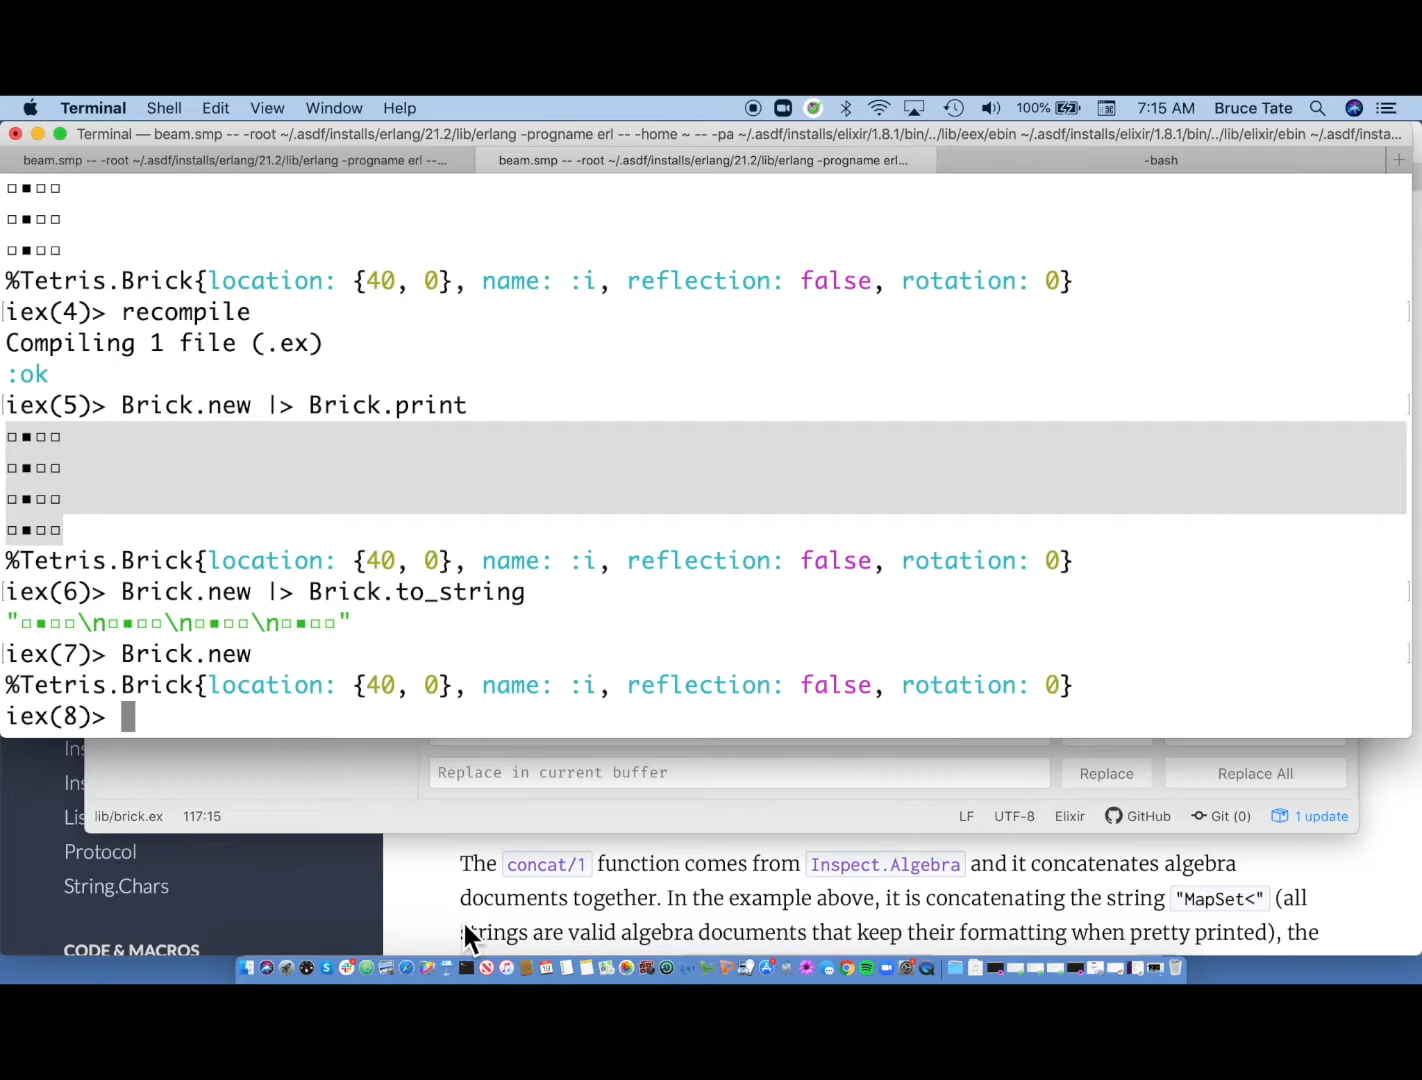 Terminal Shell Edit View Window Help 100% 7:15 AM Bruce Tate
Terminal — beam.smp -- -root ~/.asdf/installs/erlang/21.2/lib/erlang -progname erl -- -home ~ -- -pa ~/.asdf/installs/elixir/1.8.1/bin/../lib/eex/ebin ~/.asdf/installs/elixir/1.8.1/bin/../lib/elixir/ebin ~/.asdf/insta...
beam.smp -- -root ~/.asdf/installs/erlang/21.2/lib/erlang -progname erl --... beam.smp -- -root ~/.asdf/installs/erlang/21.2/lib/erlang -progname erl... -bash +
▫▪▫▫
▫▪▫▫
▫▪▫▫
%Tetris.Brick{location: {40, 0}, name: :i, reflection: false, rotation: 0}
iex(4)> recompile
Compiling 1 file (.ex)
:ok
iex(5)> Brick.new |> Brick.print
▫▪▫▫
▫▪▫▫
▫▪▫▫
▫▪▫▫
%Tetris.Brick{location: {40, 0}, name: :i, reflection: false, rotation: 0}
iex(6)> Brick.new |> Brick.to_string
"▫▪▫▫\n▫▪▫▫\n▫▪▫▫\n▫▪▫▫"
iex(7)> Brick.new
%Tetris.Brick{location: {40, 0}, name: :i, reflection: false, rotation: 0}
iex(8)>
Replace in current buffer Replace Replace All
lib/brick.ex 117:15 LF UTF-8 Elixir GitHub Git (0) 1 update
Protocol
String.Chars
CODE & MACROS
The concat/1 function comes from Inspect.Algebra and it concatenates algebra
documents together. In the example above, it is concatenating the string "MapSet<" (all
strings are valid algebra documents that keep their formatting when pretty printed), the